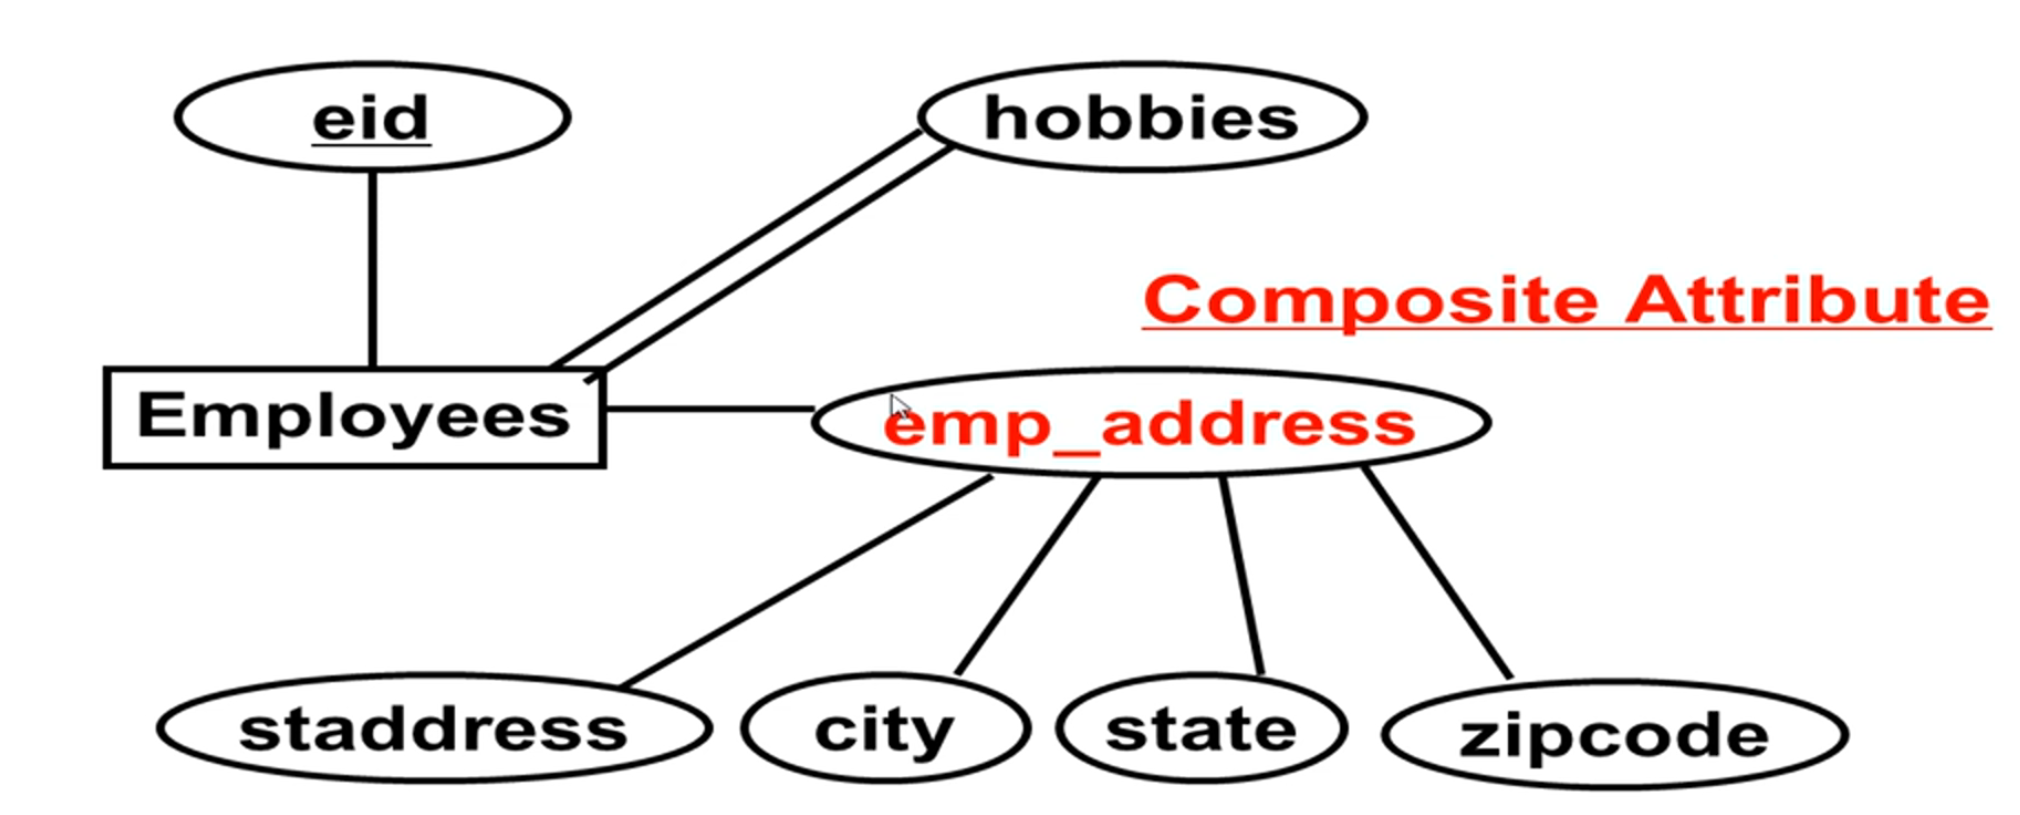 eid
hobbies
Composite Attribute
Employees
emp_address
staddress
city
state
zipcode